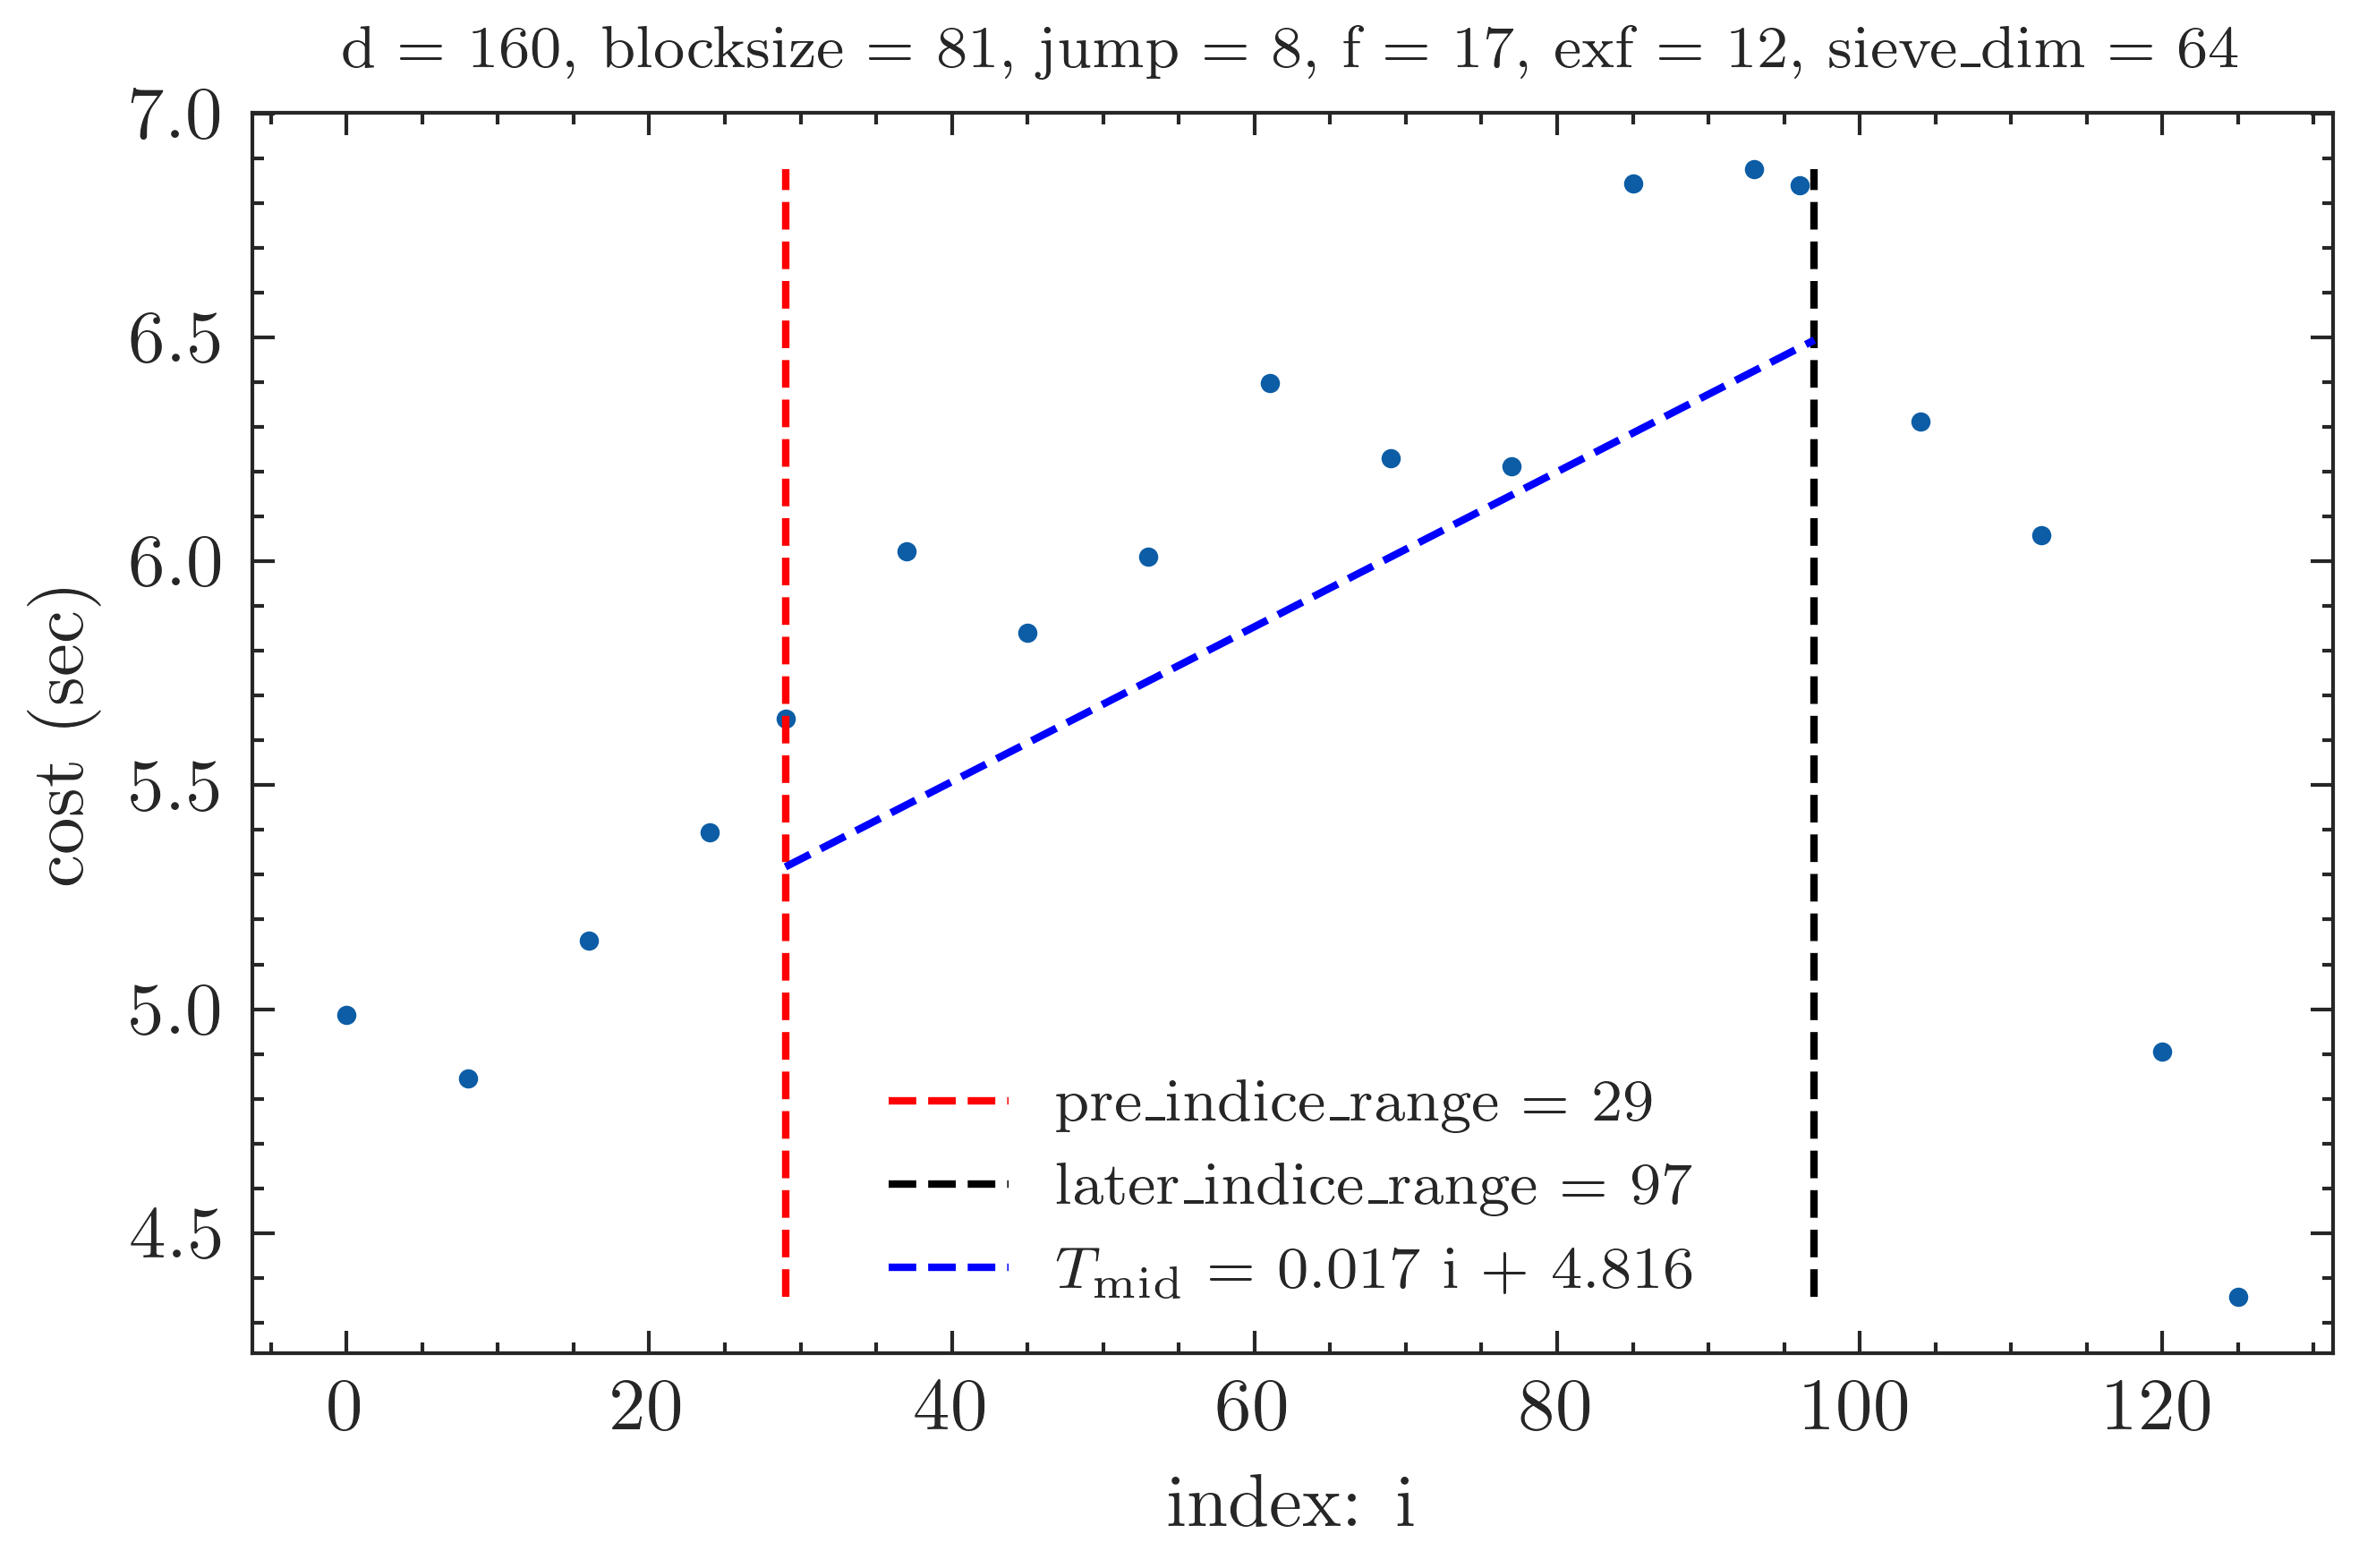 d = 160, blocksize = 81, jump = 8, f = 17, exf = 12, sieve_dim = 64
7.0
6.5
6.0
5.5
5.0
4.5
cost (sec)
pre_indice_range = 29
later_indice_range = 97
T_mid = 0.017 i + 4.816
0 20 40 60 80 100 120
index: i